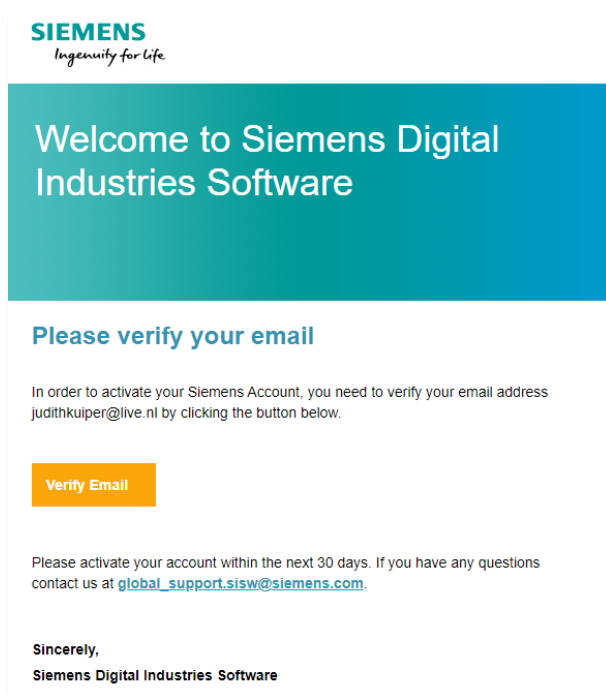 SIEMENS
Ingenuity for life
Welcome to Siemens Digital
Industries Software
Please verify your email
In order to activate your Siemens Account, you need to verify your email address
judithkuiper@live.nl by clicking the button below.
Verify Email
Please activate your account within the next 30 days. If you have any questions
contact us at global_support.sisw@siemens.com.
Sincerely,
Siemens Digital Industries Software